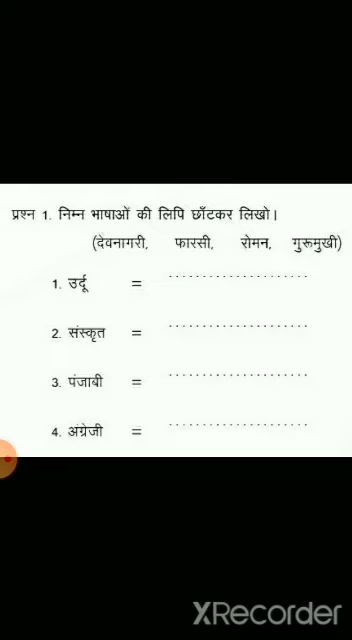 प्रश्न 1. निम्न भाषाओं की लिपि छाँटकर लिखो।
(देवनागरी, फारसी, रोमन, गुरूमुखी)
1. उर्दू = .....................
2. संस्कृत = .....................
3. पंजाबी = .....................
4. अंग्रेजी = .....................
XRecorder